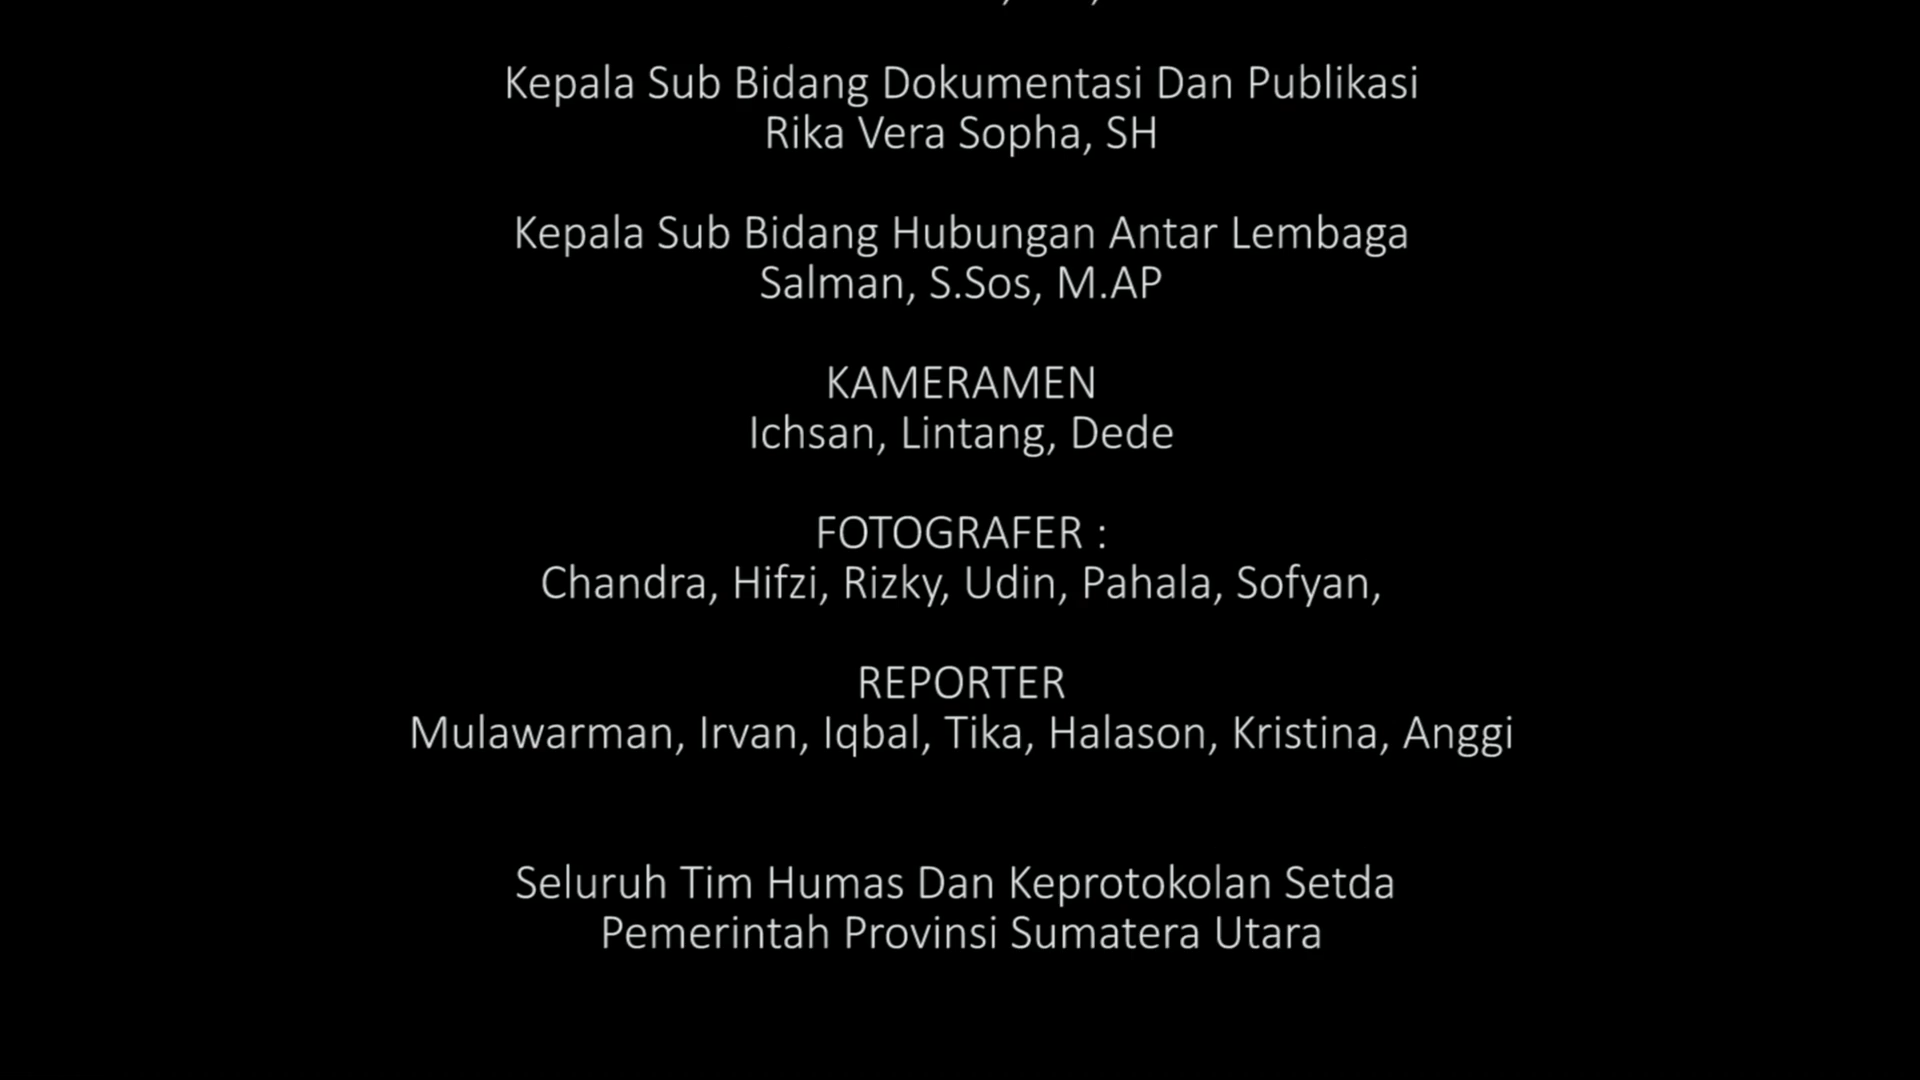 Kepala Sub Bidang Dokumentasi Dan Publikasi
Rika Vera Sopha, SH
Kepala Sub Bidang Hubungan Antar Lembaga
Salman, S.Sos, M.AP
KAMERAMEN
Ichsan, Lintang, Dede
FOTOGRAFER :
Chandra, Hifzi, Rizky, Udin, Pahala, Sofyan,
REPORTER
Mulawarman, Irvan, Iqbal, Tika, Halason, Kristina, Anggi
Seluruh Tim Humas Dan Keprotokolan Setda
Pemerintah Provinsi Sumatera Utara